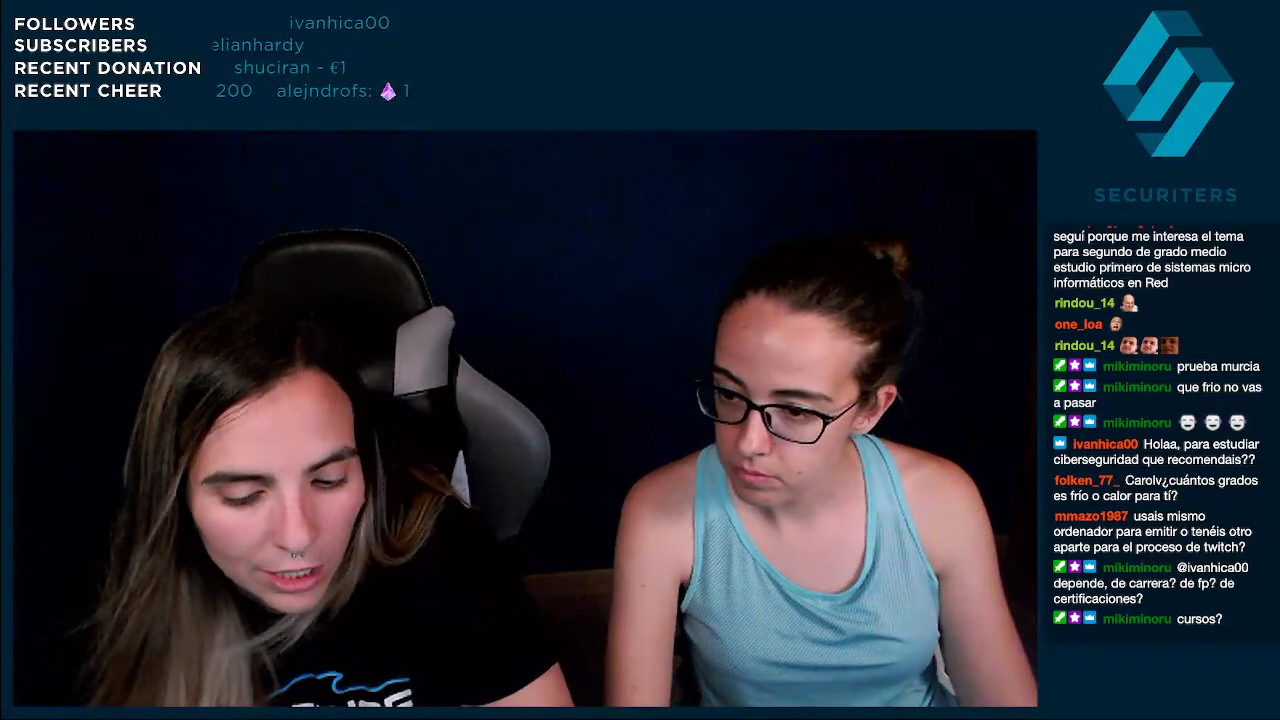 FOLLOWERS ivanhica00
SUBSCRIBERS elianhardy
RECENT DONATION shuciran - €1
RECENT CHEER 200 alejndrofs: 1
SECURITERS
seguí porque me interesa el tema
para segundo de grado medio
estudio primero de sistemas micro
informáticos en Red
rindou_14
one_loa
rindou_14
mikiminoru prueba murcia
mikiminoru que frio no vas
a pasar
mikiminoru
ivanhica00 Holaa, para estudiar
ciberseguridad que recomendais??
folken_77_ Carolv¿cuántos grados
es frío o calor para tí?
mmazo1987 usais mismo
ordenador para emitir o tenéis otro
aparte para el proceso de twitch?
mikiminoru @ivanhica00
depende, de carrera? de fp? de
certificaciones?
mikiminoru cursos?